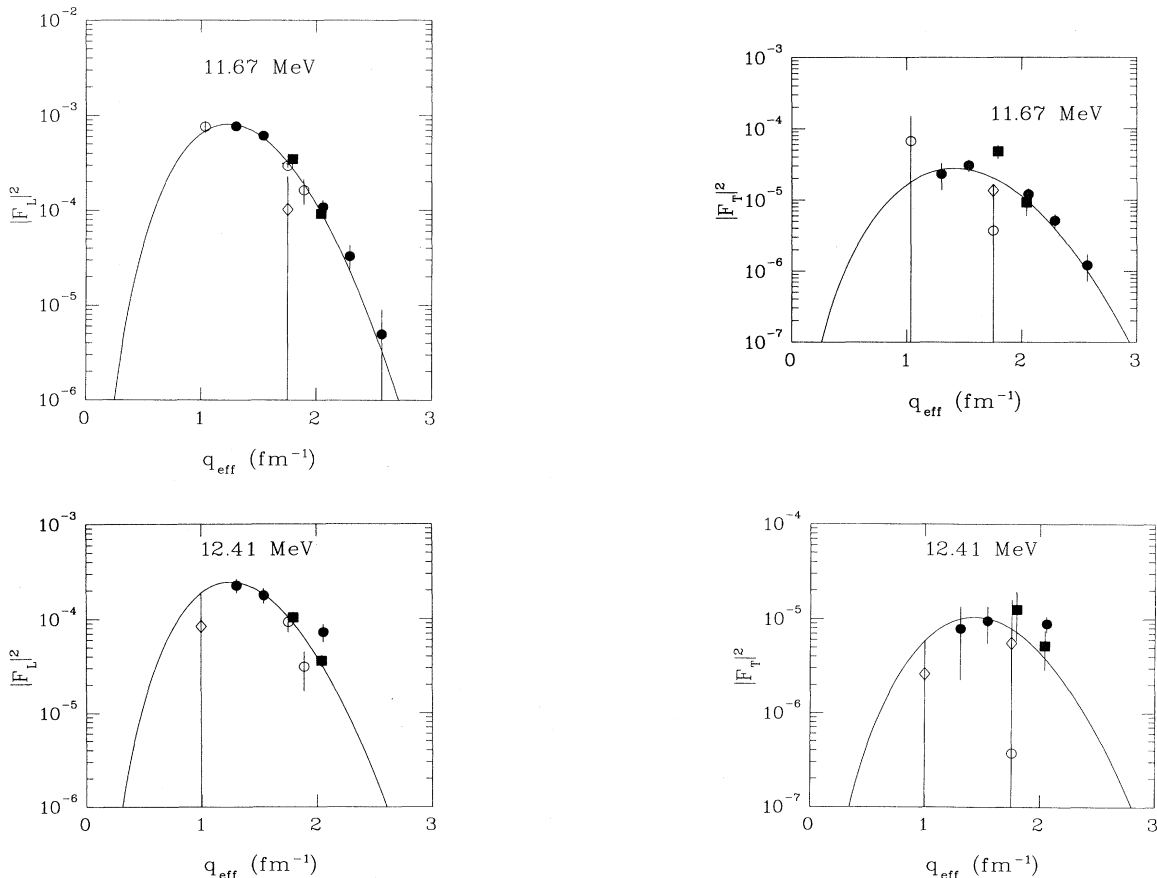 10⁻²
10⁻³
10⁻⁴
10⁻⁵
10⁻⁶
11.67 MeV
|F_L|²
0 1 2 3
q_eff (fm⁻¹)
10⁻³
10⁻⁴
10⁻⁵
10⁻⁶
10⁻⁷
11.67 MeV
|F_T|²
0 1 2 3
q_eff (fm⁻¹)
10⁻³
10⁻⁴
10⁻⁵
10⁻⁶
12.41 MeV
|F_L|²
0 1 2 3
q_eff (fm⁻¹)
10⁻⁴
10⁻⁵
10⁻⁶
10⁻⁷
12.41 MeV
|F_T|²
0 1 2 3
q_eff (fm⁻¹)